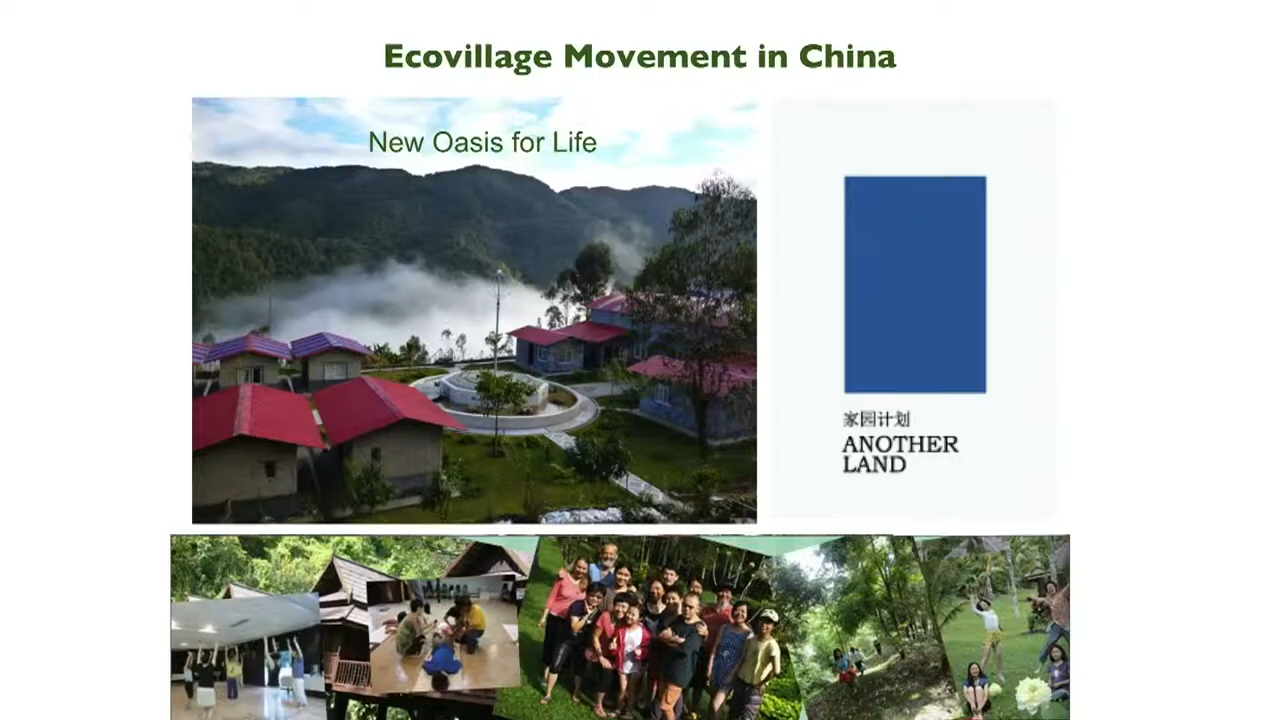 Ecovillage Movement in China
New Oasis for Life
家园计划
ANOTHER
LAND